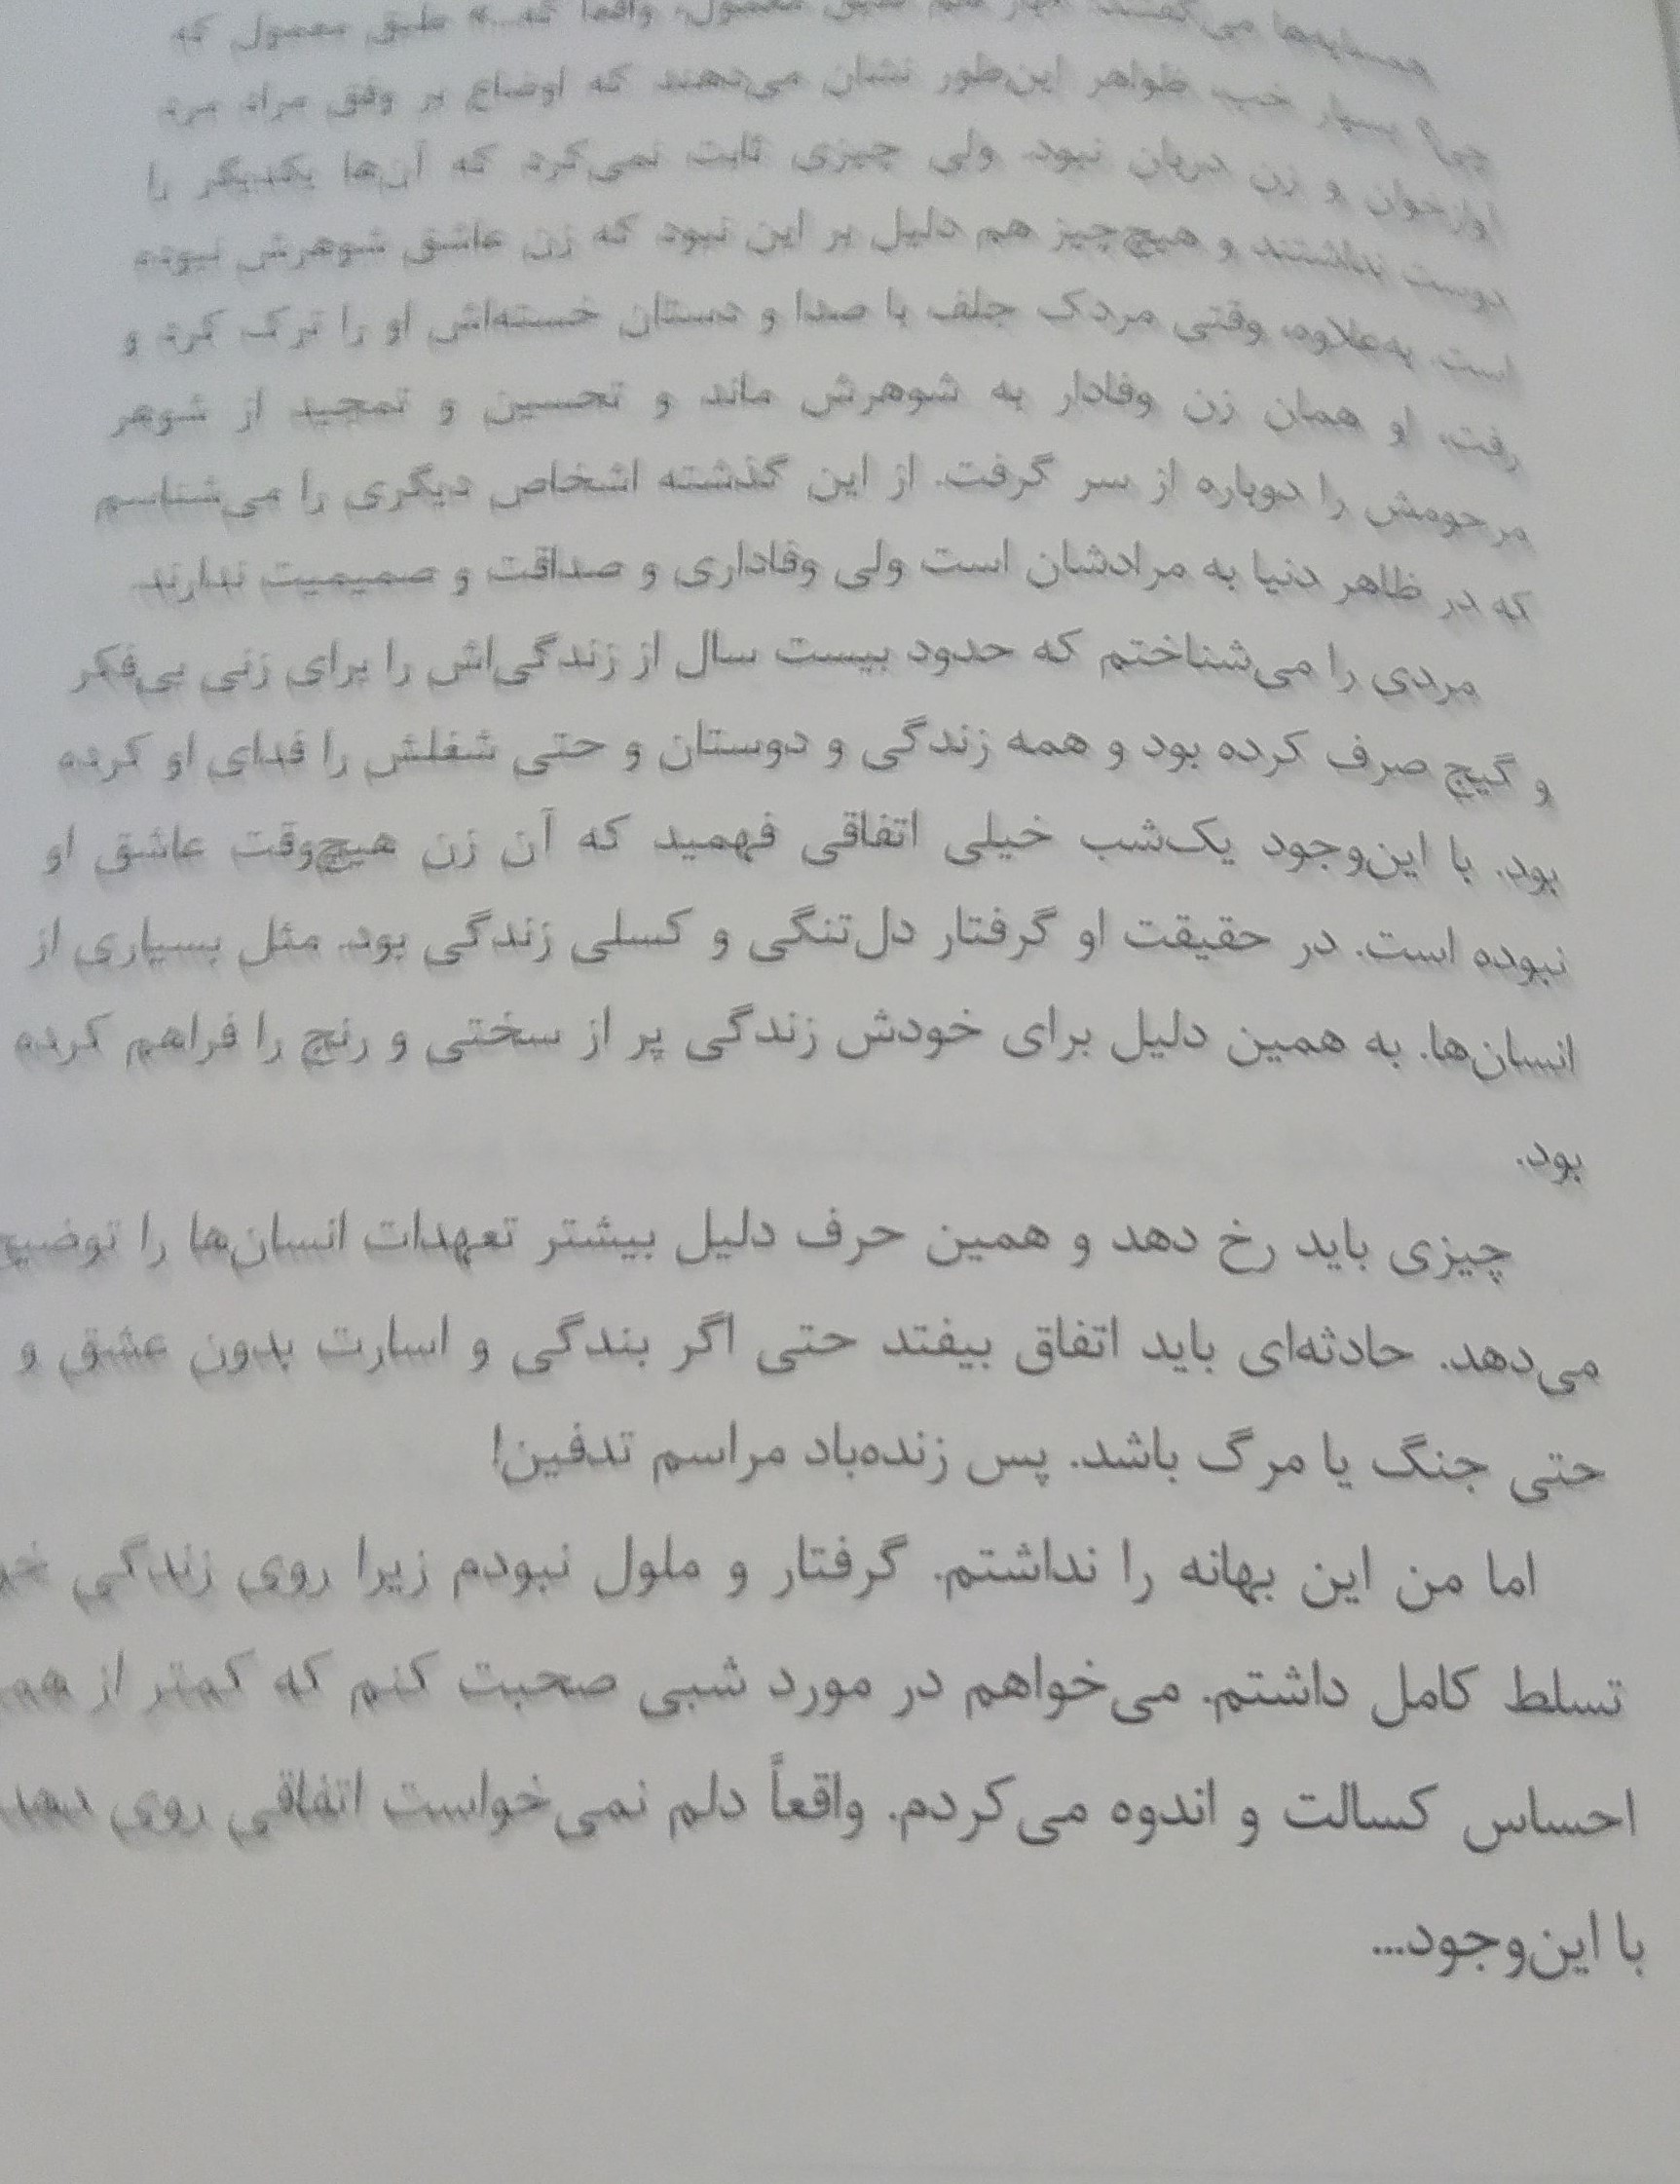 همسایه‌ها می‌گفتند: معمول، واقعاً که...» طبق معمول که
چی؟ بسیار خب، ظواهر این‌طور نشان می‌دهند که اوضاع بر وفق مراد مرد
آوازخوان و زن دربان نبود. ولی چیزی ثابت نمی‌کرد که آن‌ها یکدیگر را
دوست نداشتند و هیچ‌چیز هم دلیل بر این نبود که زن عاشق شوهرش نبوده
است. به‌علاوه، وقتی مردک جلف با صدا و دستان خسته‌اش او را ترک کرد و
رفت، او همان زن وفادار به شوهرش ماند و تحسین و تمجید از شوهر
مرحومش را دوباره از سر گرفت. از این گذشته اشخاص دیگری را می‌شناسم
که در ظاهر دنیا به مرادشان است ولی وفاداری و صداقت و صمیمیت ندارند.
مردی را می‌شناختم که حدود بیست سال از زندگی‌اش را برای زنی بی‌فکر
و گیج صرف کرده بود و همه زندگی و دوستان و حتی شغلش را فدای او کرده
بود. با این‌وجود یک‌شب خیلی اتفاقی فهمید که آن زن هیچ‌وقت عاشق او
نبوده است. در حقیقت او گرفتار دل‌تنگی و کسلی زندگی بود. مثل بسیاری از
انسان‌ها. به همین دلیل برای خودش زندگی پر از سختی و رنج را فراهم کرده
بود.
چیزی باید رخ دهد و همین حرف دلیل بیشتر تعهدات انسان‌ها را توضیح
می‌دهد. حادثه‌ای باید اتفاق بیفتد حتی اگر بندگی و اسارت بدون عشق و
حتی جنگ یا مرگ باشد. پس زنده‌باد مراسم تدفین!
اما من این بهانه را نداشتم. گرفتار و ملول نبودم زیرا روی زندگی
تسلط کامل داشتم. می‌خواهم در مورد شبی صحبت کنم که کمتر از
احساس کسالت و اندوه می‌کردم. واقعاً دلم نمی‌خواست اتفاقی روی دهد
با این‌وجود...